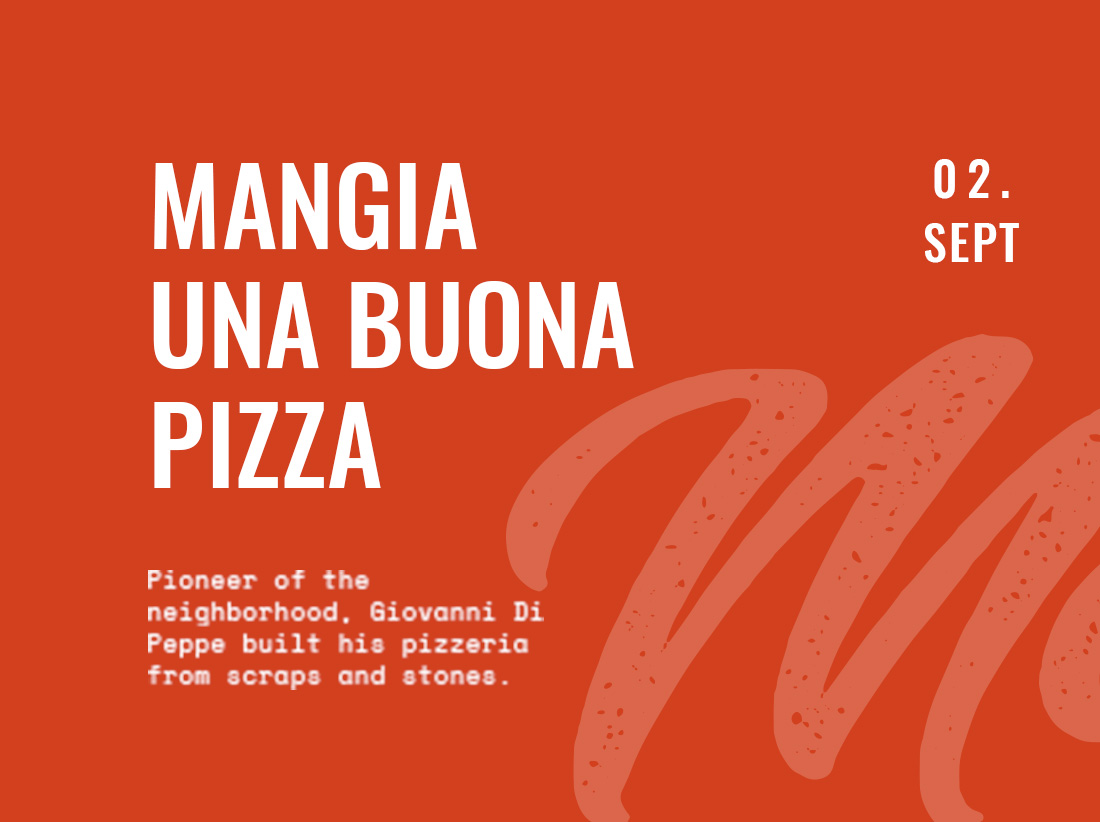 MANGIA
UNA BUONA
PIZZA
02.
SEPT
Pioneer of the
neighborhood, Giovanni Di
Peppe built his pizzeria
from scraps and stones.